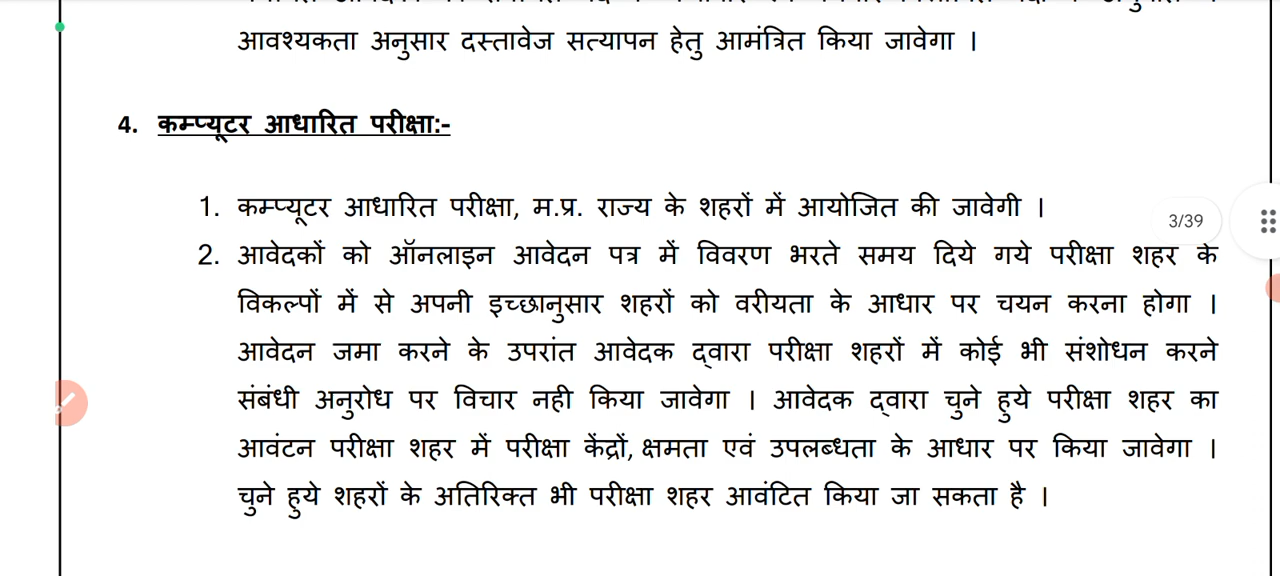 आवश्यकता अनुसार दस्तावेज सत्यापन हेतु आमंत्रित किया जावेगा ।
4. कम्प्यूटर आधारित परीक्षा:-
1. कम्प्यूटर आधारित परीक्षा, म.प्र. राज्य के शहरों में आयोजित की जावेगी ।
3/39
2. आवेदकों को ऑनलाइन आवेदन पत्र में विवरण भरते समय दिये गये परीक्षा शहर के
विकल्पों में से अपनी इच्छानुसार शहरों को वरीयता के आधार पर चयन करना होगा ।
आवेदन जमा करने के उपरांत आवेदक द्वारा परीक्षा शहरों में कोई भी संशोधन करने
संबंधी अनुरोध पर विचार नही किया जावेगा । आवेदक द्वारा चुने हुये परीक्षा शहर का
आवंटन परीक्षा शहर में परीक्षा केंद्रों, क्षमता एवं उपलब्धता के आधार पर किया जावेगा ।
चुने हुये शहरों के अतिरिक्त भी परीक्षा शहर आवंटित किया जा सकता है ।